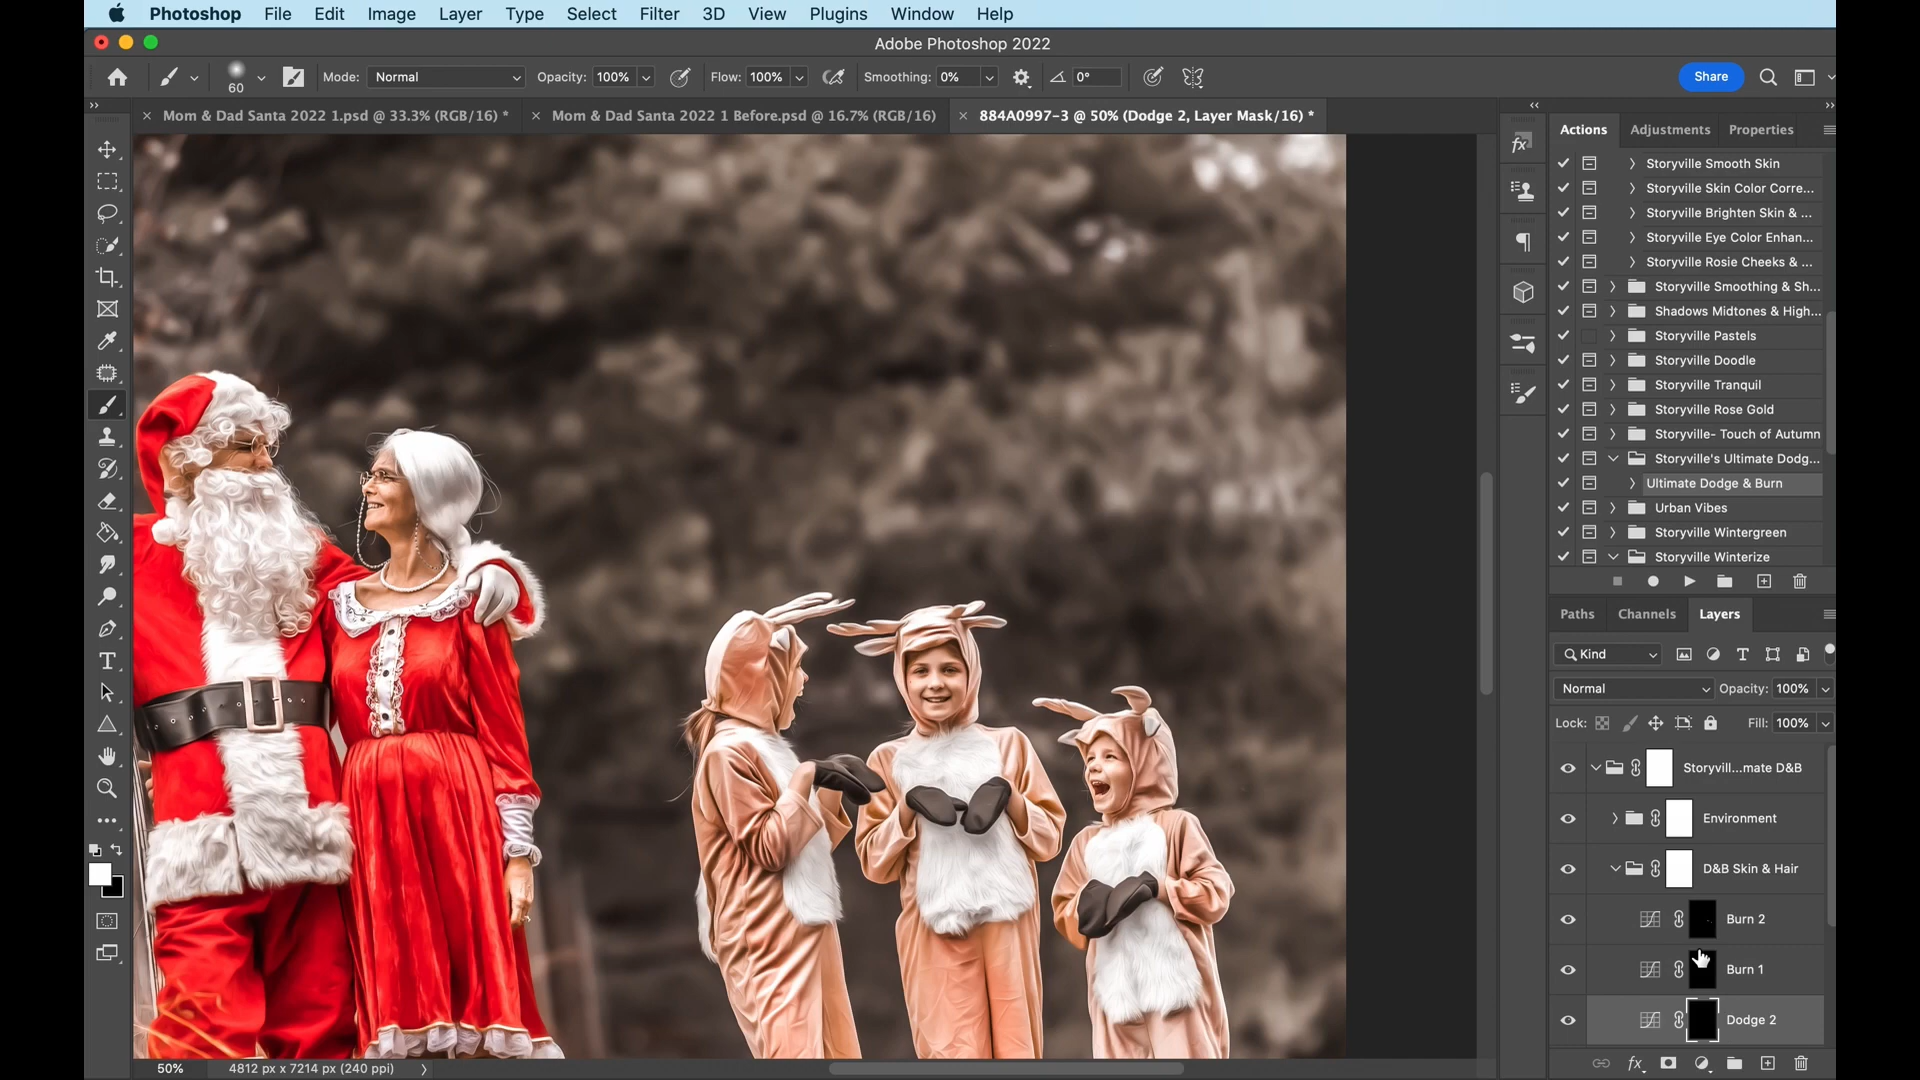 Photoshop File Edit Image Layer Type Select Filter 3D View Plugins Window Help
Adobe Photoshop 2022
60 Mode: Normal Opacity: 100% Flow: 100% Smoothing: 0% 0° Share
Mom & Dad Santa 2022 1.psd @ 33.3% (RGB/16) * Mom & Dad Santa 2022 1 Before.psd @ 16.7% (RGB/16) 884A0997-3 @ 50% (Dodge 2, Layer Mask/16) *
Actions Adjustments Properties
Storyville Smooth Skin
Storyville Skin Color Corre...
Storyville Brighten Skin & ...
Storyville Eye Color Enhan...
Storyville Rosie Cheeks & ...
Storyville Smoothing & Sh...
Shadows Midtones & High...
Storyville Pastels
Storyville Doodle
Storyville Tranquil
Storyville Rose Gold
Storyville- Touch of Autumn
Storyville's Ultimate Dodg...
Ultimate Dodge & Burn
Urban Vibes
Storyville Wintergreen
Storyville Winterize
Paths Channels Layers
Kind
Normal Opacity: 100%
Lock: Fill: 100%
Storyvill...mate D&B
Environment
D&B Skin & Hair
Burn 2
Burn 1
Dodge 2
50% 4812 px x 7214 px (240 ppi)